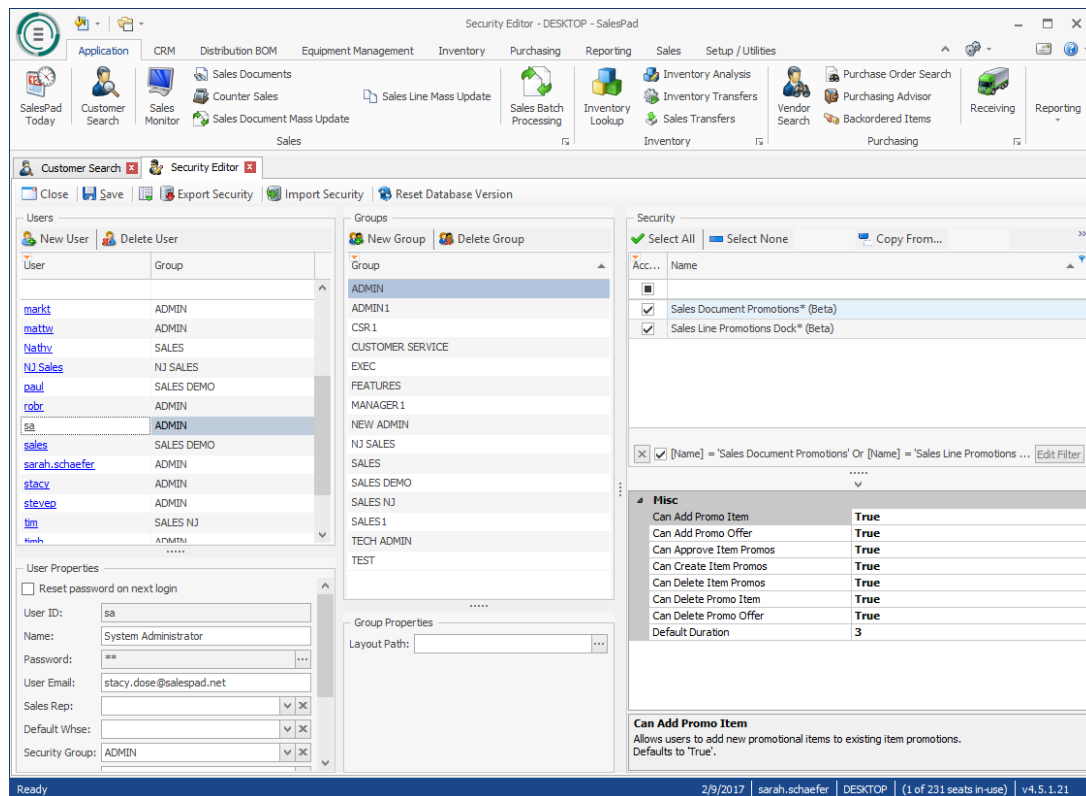 Security Editor - DESKTOP - SalesPad
Application CRM Distribution BOM Equipment Management Inventory Purchasing Reporting Sales Setup / Utilities
SalesPad Today
Customer Search
Sales Monitor
Sales Documents
Counter Sales
Sales Document Mass Update
Sales Line Mass Update
Sales Batch Processing
Sales
Inventory Lookup
Inventory Analysis
Inventory Transfers
Sales Transfers
Inventory
Vendor Search
Purchase Order Search
Purchasing Advisor
Backordered Items
Purchasing
Receiving
Reporting
Customer Search Security Editor
Close Save Export Security Import Security Reset Database Version
Users
New User Delete User
User Group
markt ADMIN
mattw ADMIN
Nathv SALES
NJ Sales NJ SALES
paul SALES DEMO
robr ADMIN
sa ADMIN
sales SALES DEMO
sarah.schaefer ADMIN
stacy ADMIN
stevep ADMIN
tim SALES NJ
timh ADMIN
User Properties
Reset password on next login
User ID: sa
Name: System Administrator
Password: **
User Email: stacy.dose@salespad.net
Sales Rep:
Default Whse:
Security Group: ADMIN
Groups
New Group Delete Group
Group
ADMIN
ADMIN1
CSR1
CUSTOMER SERVICE
EXEC
FEATURES
MANAGER1
NEW ADMIN
NJ SALES
SALES
SALES DEMO
SALES NJ
SALES1
TECH ADMIN
TEST
Group Properties
Layout Path:
Security
Select All Select None Copy From...
Acc... Name
Sales Document Promotions* (Beta)
Sales Line Promotions Dock* (Beta)
[Name] = 'Sales Document Promotions' Or [Name] = 'Sales Line Promotions ... Edit Filter
Misc
Can Add Promo Item True
Can Add Promo Offer True
Can Approve Item Promos True
Can Create Item Promos True
Can Delete Item Promos True
Can Delete Promo Item True
Can Delete Promo Offer True
Default Duration 3
Can Add Promo Item
Allows users to add new promotional items to existing item promotions.
Defaults to 'True'.
Ready 2/9/2017 sarah.schaefer DESKTOP (1 of 231 seats in-use) v4.5.1.21